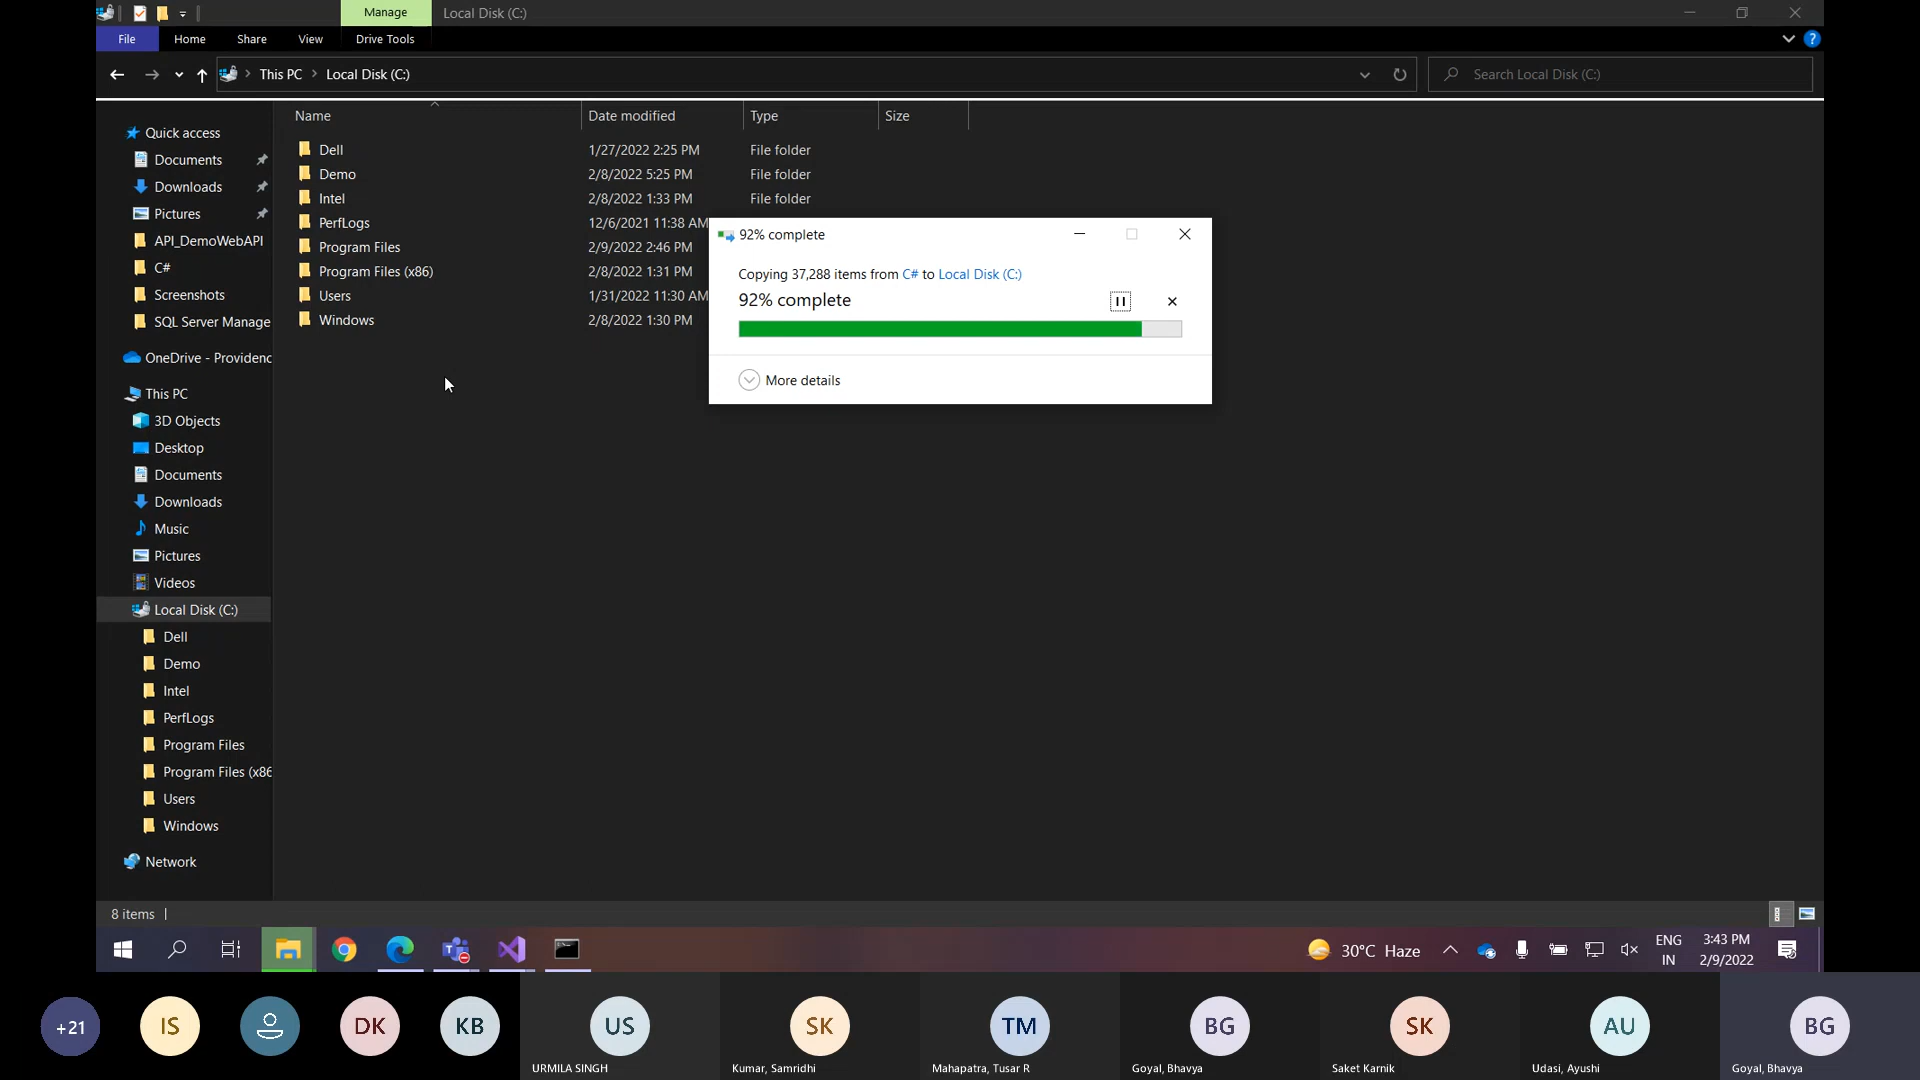 Manage
Local Disk (C:)
File
Home
Share
View
Drive Tools
?
This PC
Local Disk (C:)
Search Local Disk (C:)
Name
Date modified
Type
Size
Quick access
Documents
Downloads
Pictures
API_DemoWebAPI
C#
Screenshots
SQL Server Manage
OneDrive - Providenc
This PC
3D Objects
Desktop
Documents
Downloads
Music
Pictures
Videos
Local Disk (C:)
Dell
Demo
Intel
PerfLogs
Program Files
Program Files (x86
Users
Windows
Network
Dell 1/27/2022 2:25 PM File folder
Demo 2/8/2022 5:25 PM File folder
Intel 2/8/2022 1:33 PM File folder
PerfLogs 12/6/2021 11:38 AM
Program Files 2/9/2022 2:46 PM
Program Files (x86) 2/8/2022 1:31 PM
Users 1/31/2022 11:30 AM
Windows 2/8/2022 1:30 PM
92% complete
Copying 37,288 items from C# to Local Disk (C:)
92% complete
More details
8 items
30°C Haze
ENG
IN
3:43 PM
2/9/2022
+21
IS
DK
KB
US
URMILA SINGH
SK
Kumar, Samridhi
TM
Mahapatra, Tusar R
BG
Goyal, Bhavya
SK
Saket Karnik
AU
Udasi, Ayushi
BG
Goyal, Bhavya